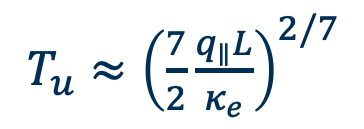 T_u ≈ (7/2 q_∥L/κ_e)^{2/7}